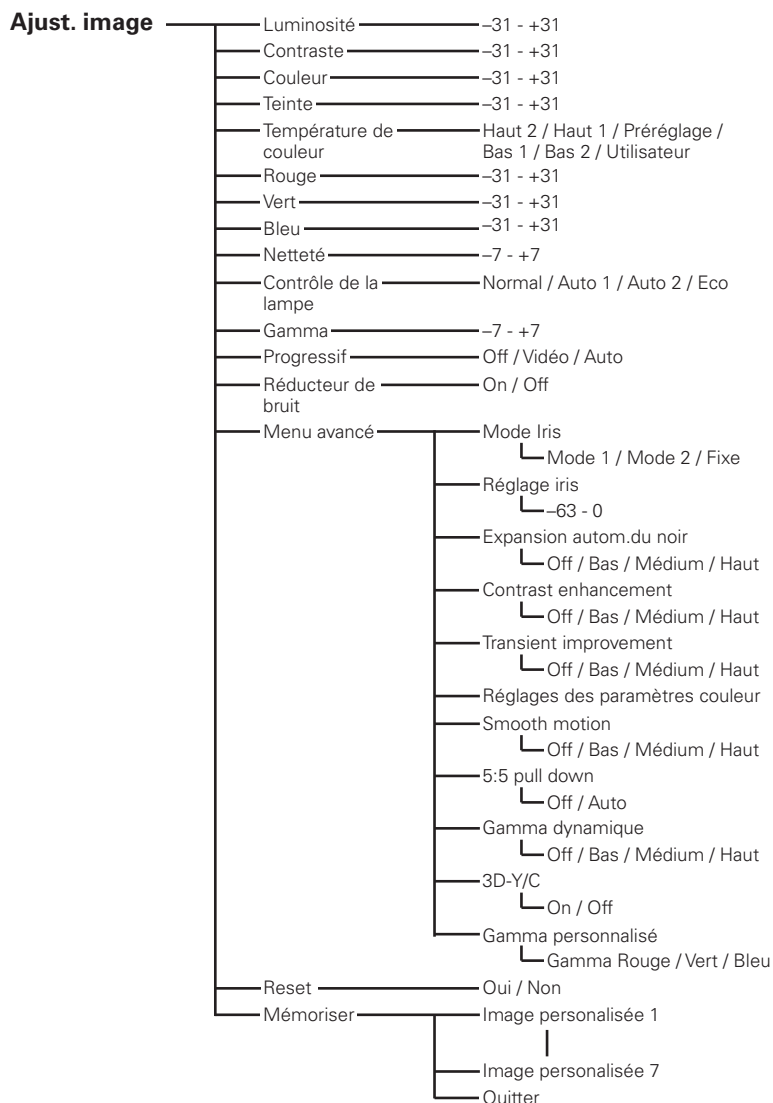 Ajust. image
Luminosité –31 - +31
Contraste –31 - +31
Couleur –31 - +31
Teinte –31 - +31
Température de couleur Haut 2 / Haut 1 / Préréglage / Bas 1 / Bas 2 / Utilisateur
Rouge –31 - +31
Vert –31 - +31
Bleu –31 - +31
Netteté –7 - +7
Contrôle de la lampe Normal / Auto 1 / Auto 2 / Eco
Gamma –7 - +7
Progressif Off / Vidéo / Auto
Réducteur de bruit On / Off
Menu avancé Mode Iris
Mode 1 / Mode 2 / Fixe
Réglage iris
–63 - 0
Expansion autom.du noir
Off / Bas / Médium / Haut
Contrast enhancement
Off / Bas / Médium / Haut
Transient improvement
Off / Bas / Médium / Haut
Réglages des paramètres couleur
Smooth motion
Off / Bas / Médium / Haut
5:5 pull down
Off / Auto
Gamma dynamique
Off / Bas / Médium / Haut
3D-Y/C
On / Off
Gamma personnalisé
Gamma Rouge / Vert / Bleu
Reset Oui / Non
Mémoriser Image personalisée 1
Image personalisée 7
Quitter